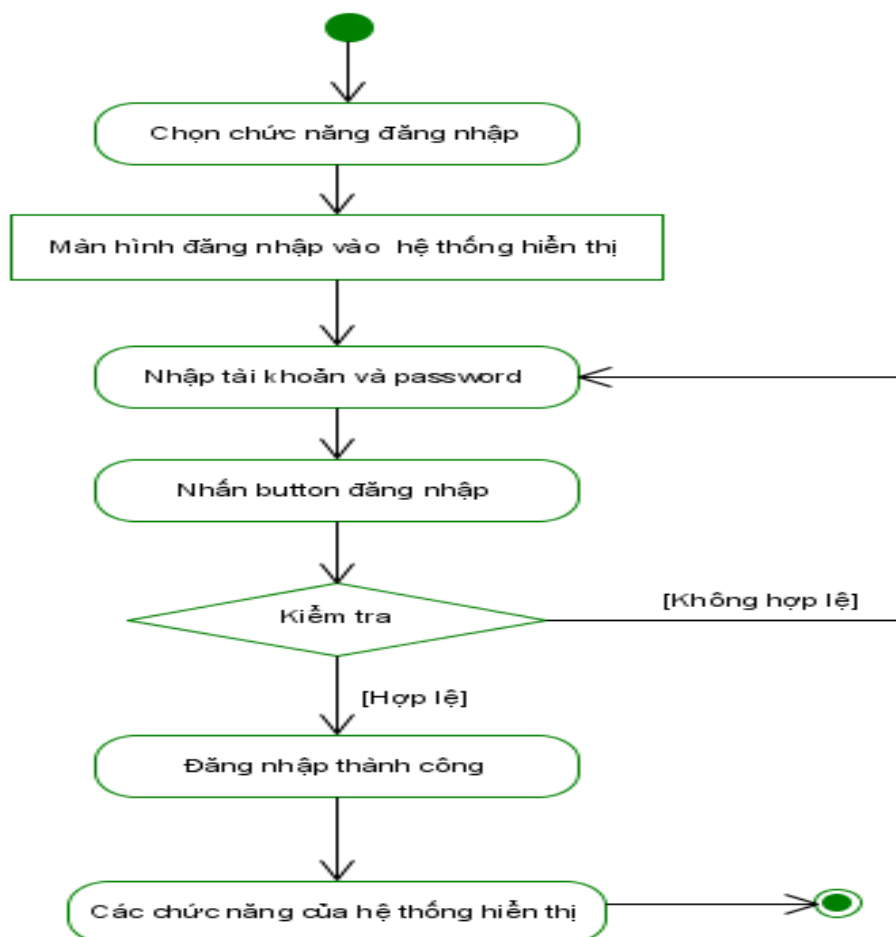 Chọn chức năng đăng nhập
Màn hình đăng nhập vào hệ thống hiển thị
Nhập tài khoản và password
Nhấn button đăng nhập
Kiểm tra
[Không hợp lệ]
[Hợp lệ]
Đăng nhập thành công
Các chức năng của hệ thống hiển thị